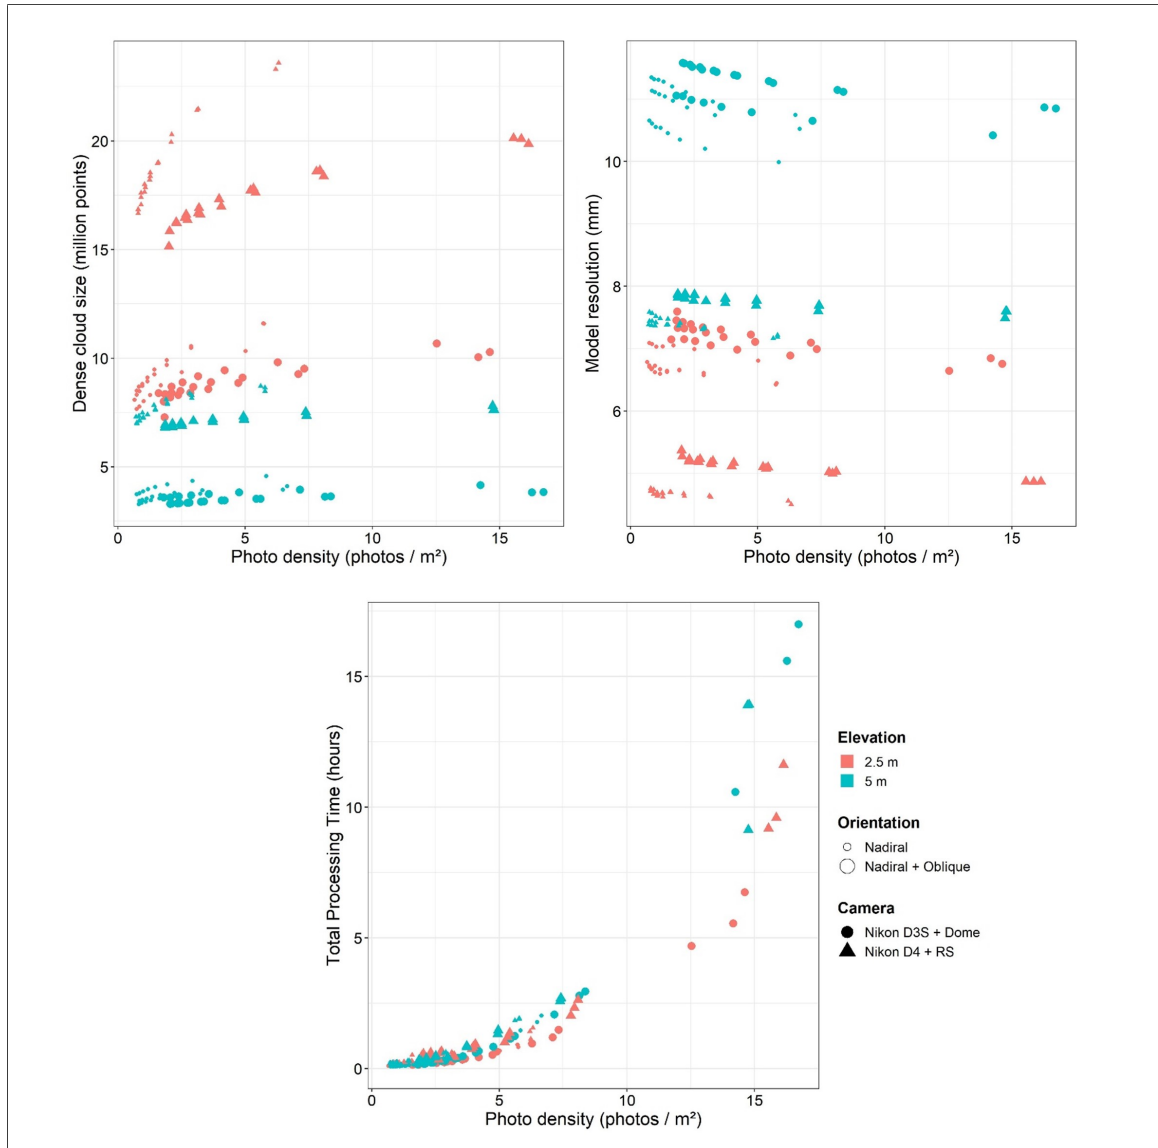 Dense cloud size (million points)
20
15
10
5
0 5 10 15
Photo density (photos / m²)
Model resolution (mm)
10
8
6
0 5 10 15
Photo density (photos / m²)
Total Processing Time (hours)
15
10
5
0
0 5 10 15
Photo density (photos / m²)
Elevation
2.5 m
5 m
Orientation
Nadiral
Nadiral + Oblique
Camera
Nikon D3S + Dome
Nikon D4 + RS